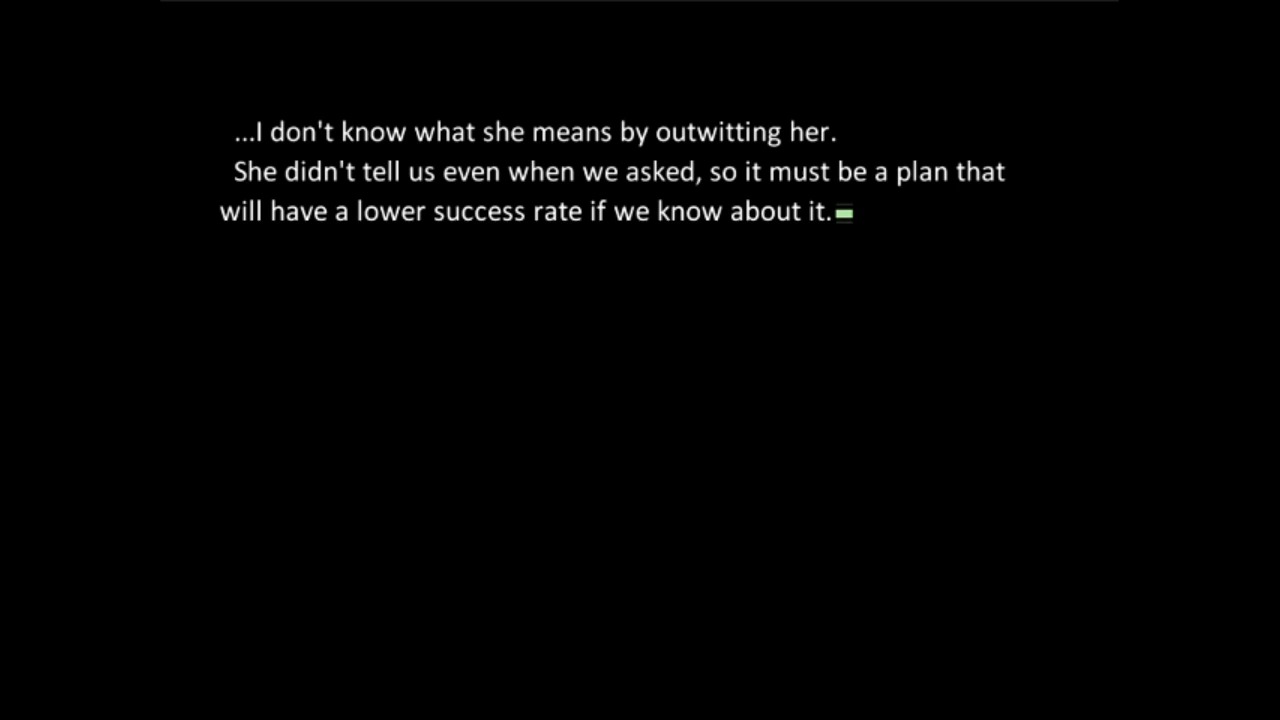 ...I don't know what she means by outwitting her.
She didn't tell us even when we asked, so it must be a plan that
will have a lower success rate if we know about it.